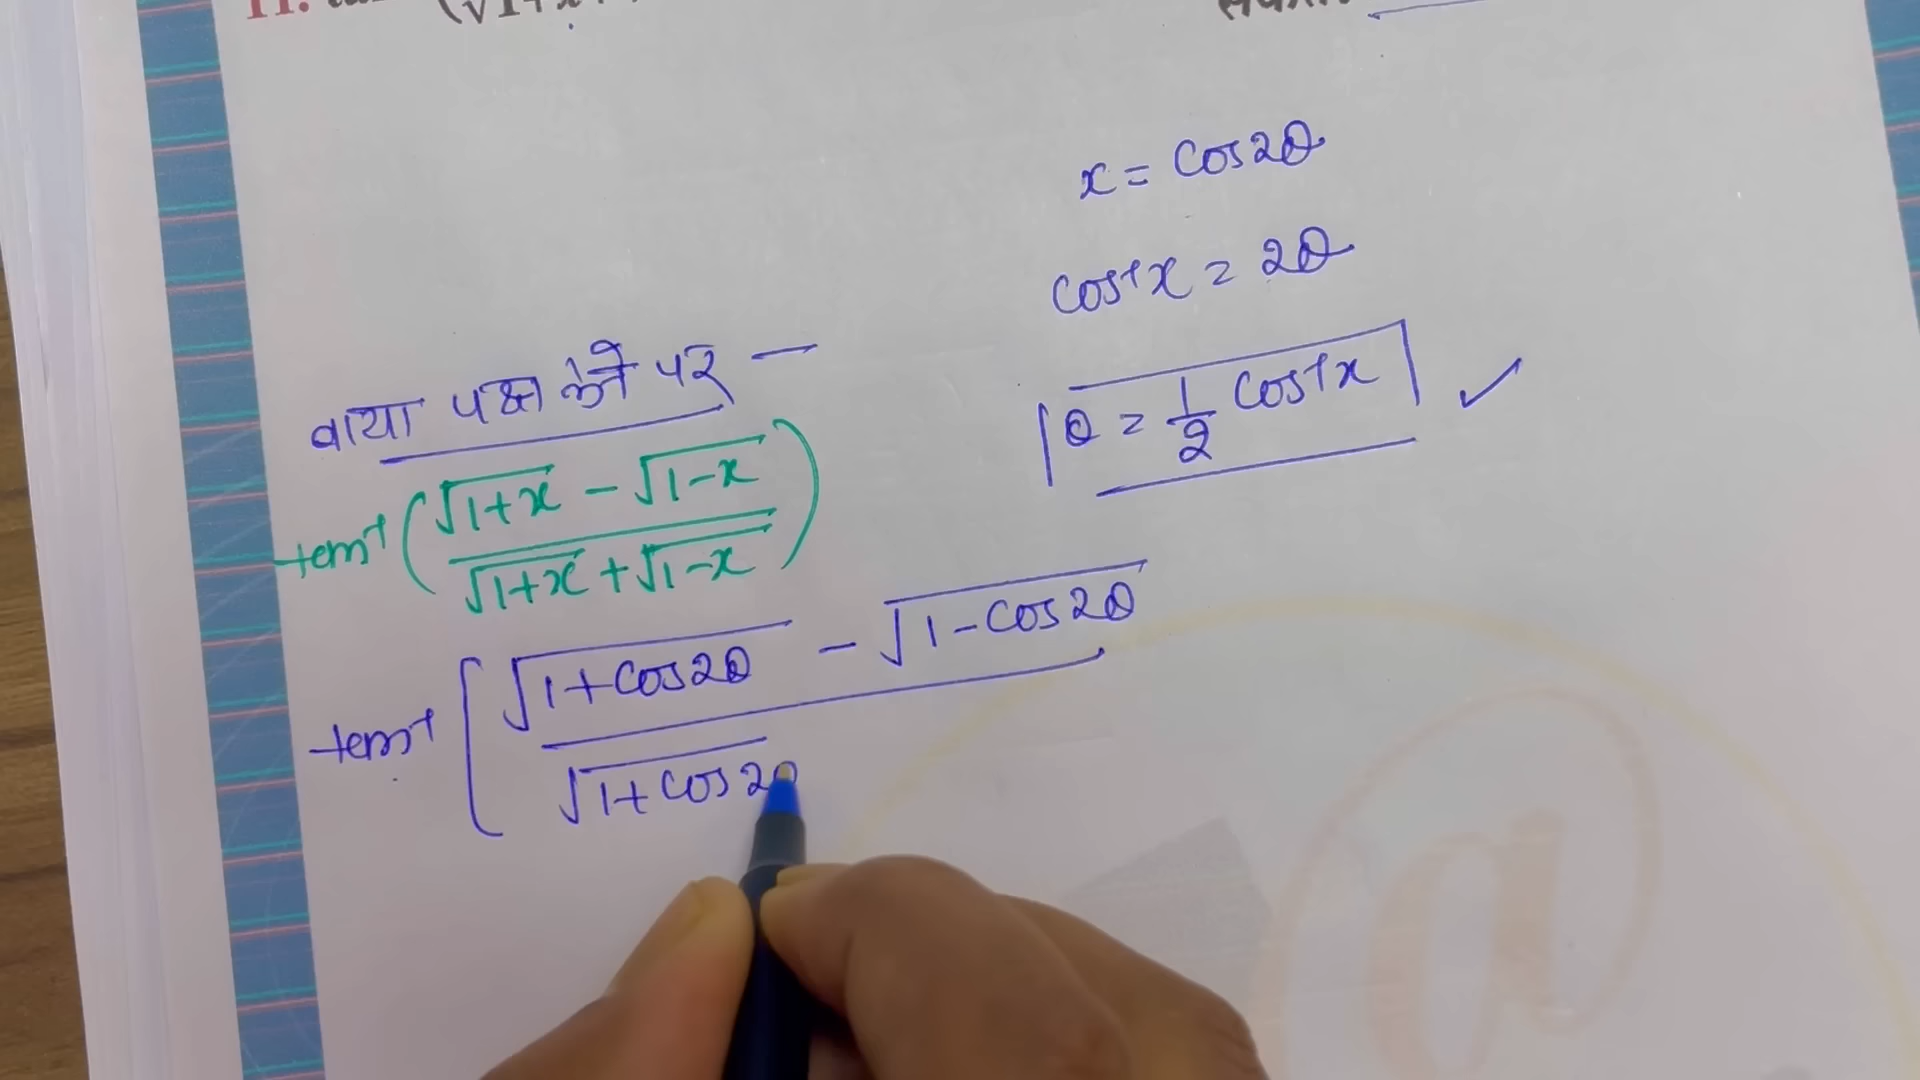 11.
x = cos2θ
cos⁻¹x = 2θ
θ = 1/2 cos⁻¹x ✓
वाया पक्ष लेने पर —
tan⁻¹ ( (√1+x − √1−x) / (√1+x + √1−x) )
tan⁻¹ [ (√1+cos2θ − √1−cos2θ) /
√1+cos2θ